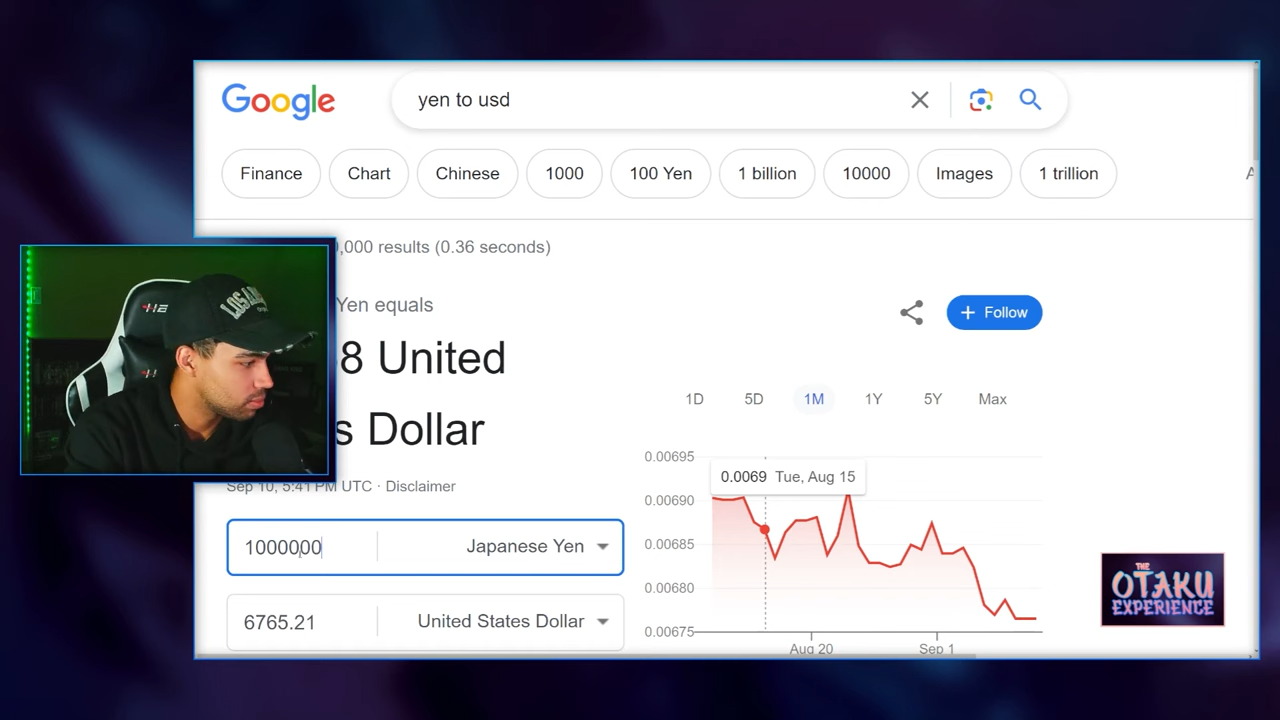 Google
yen to usd
Finance
Chart
Chinese
1000
100 Yen
1 billion
10000
Images
1 trillion
,000 results (0.36 seconds)
Yen equals
8 United
s Dollar
Sep 10, 5:41 PM UTC · Disclaimer
1000000
Japanese Yen
6765.21
United States Dollar
+ Follow
1D 5D 1M 1Y 5Y Max
0.0069 Tue, Aug 15
0.00695
0.00690
0.00685
0.00680
0.00675
Aug 20
Sep 1
THE
OTAKU
EXPERIENCE